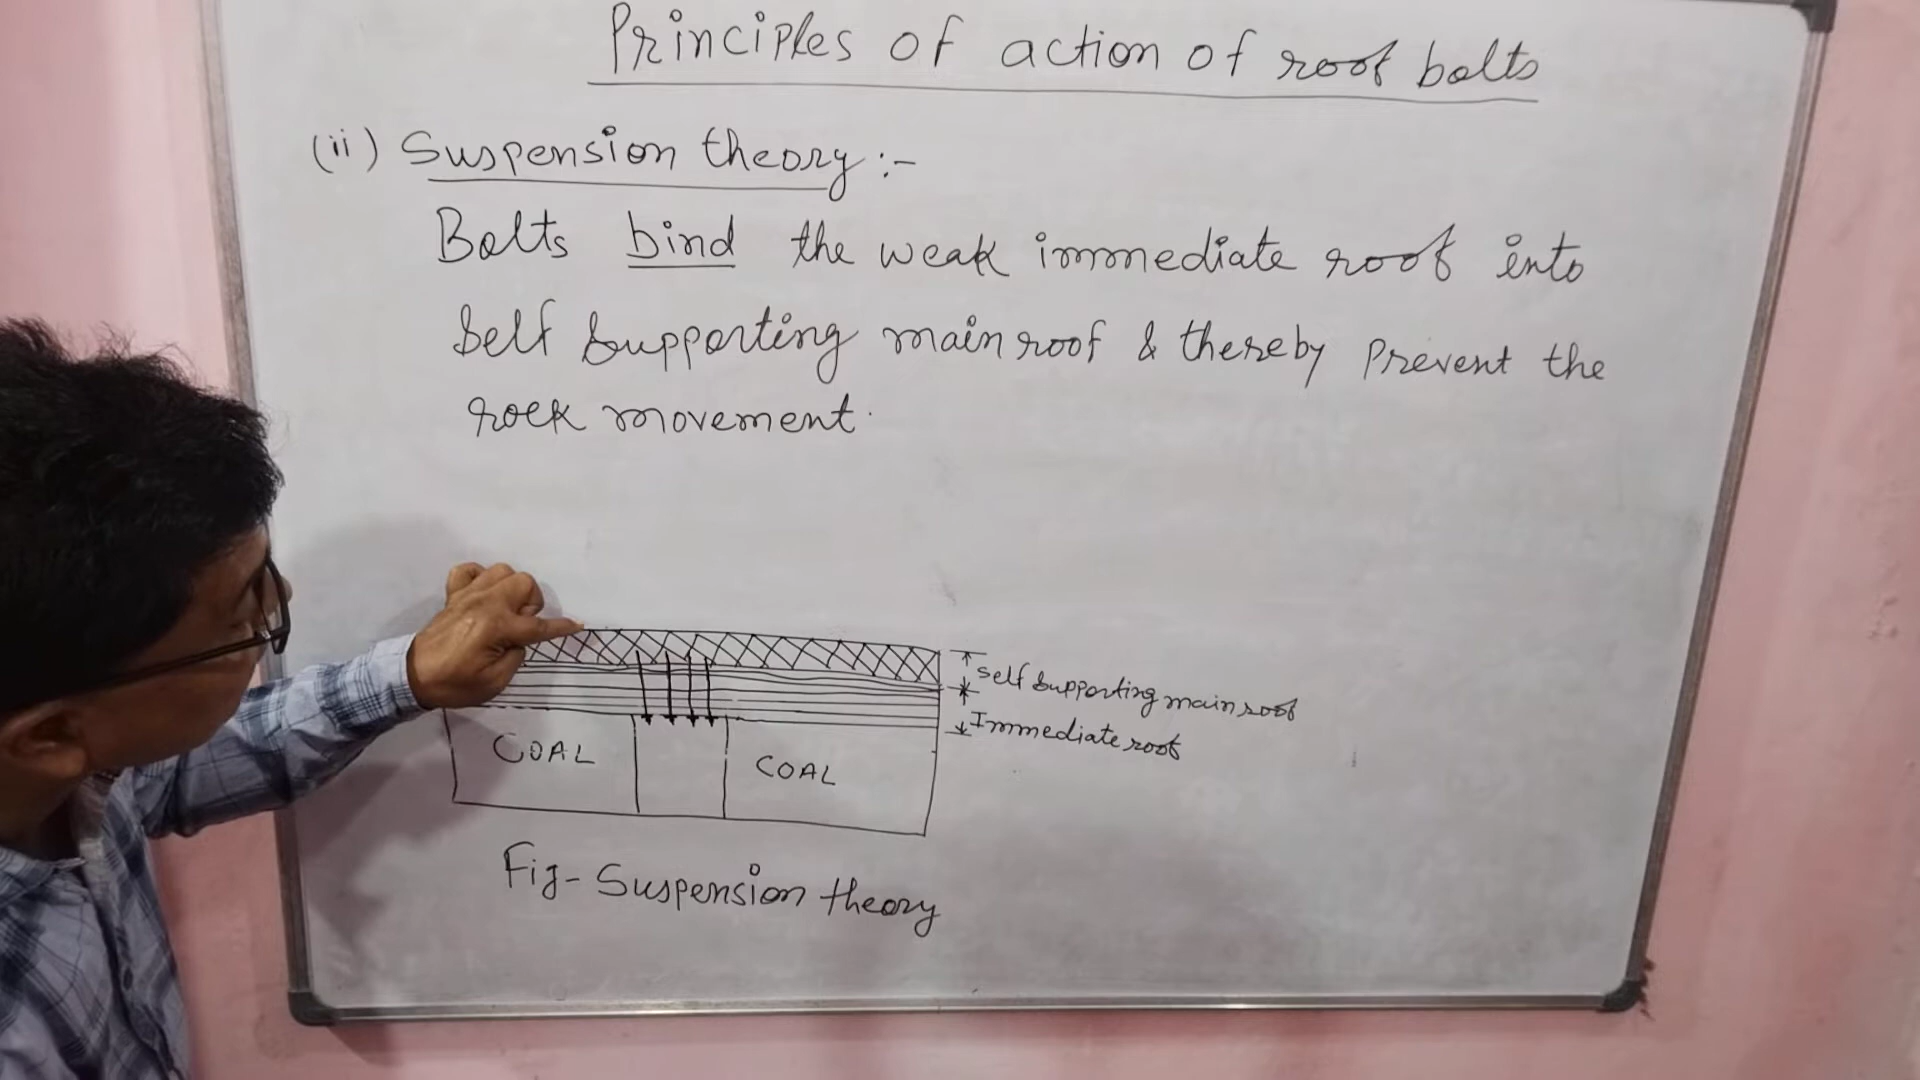 Principles of action of roof bolts
(ii) Suspension theory :-
Bolts bind the weak immediate roof into
Self Supporting main roof & thereby Prevent the
rock movement.
Self Supporting main roof
Immediate roof
COAL
COAL
Fig- Suspension theory